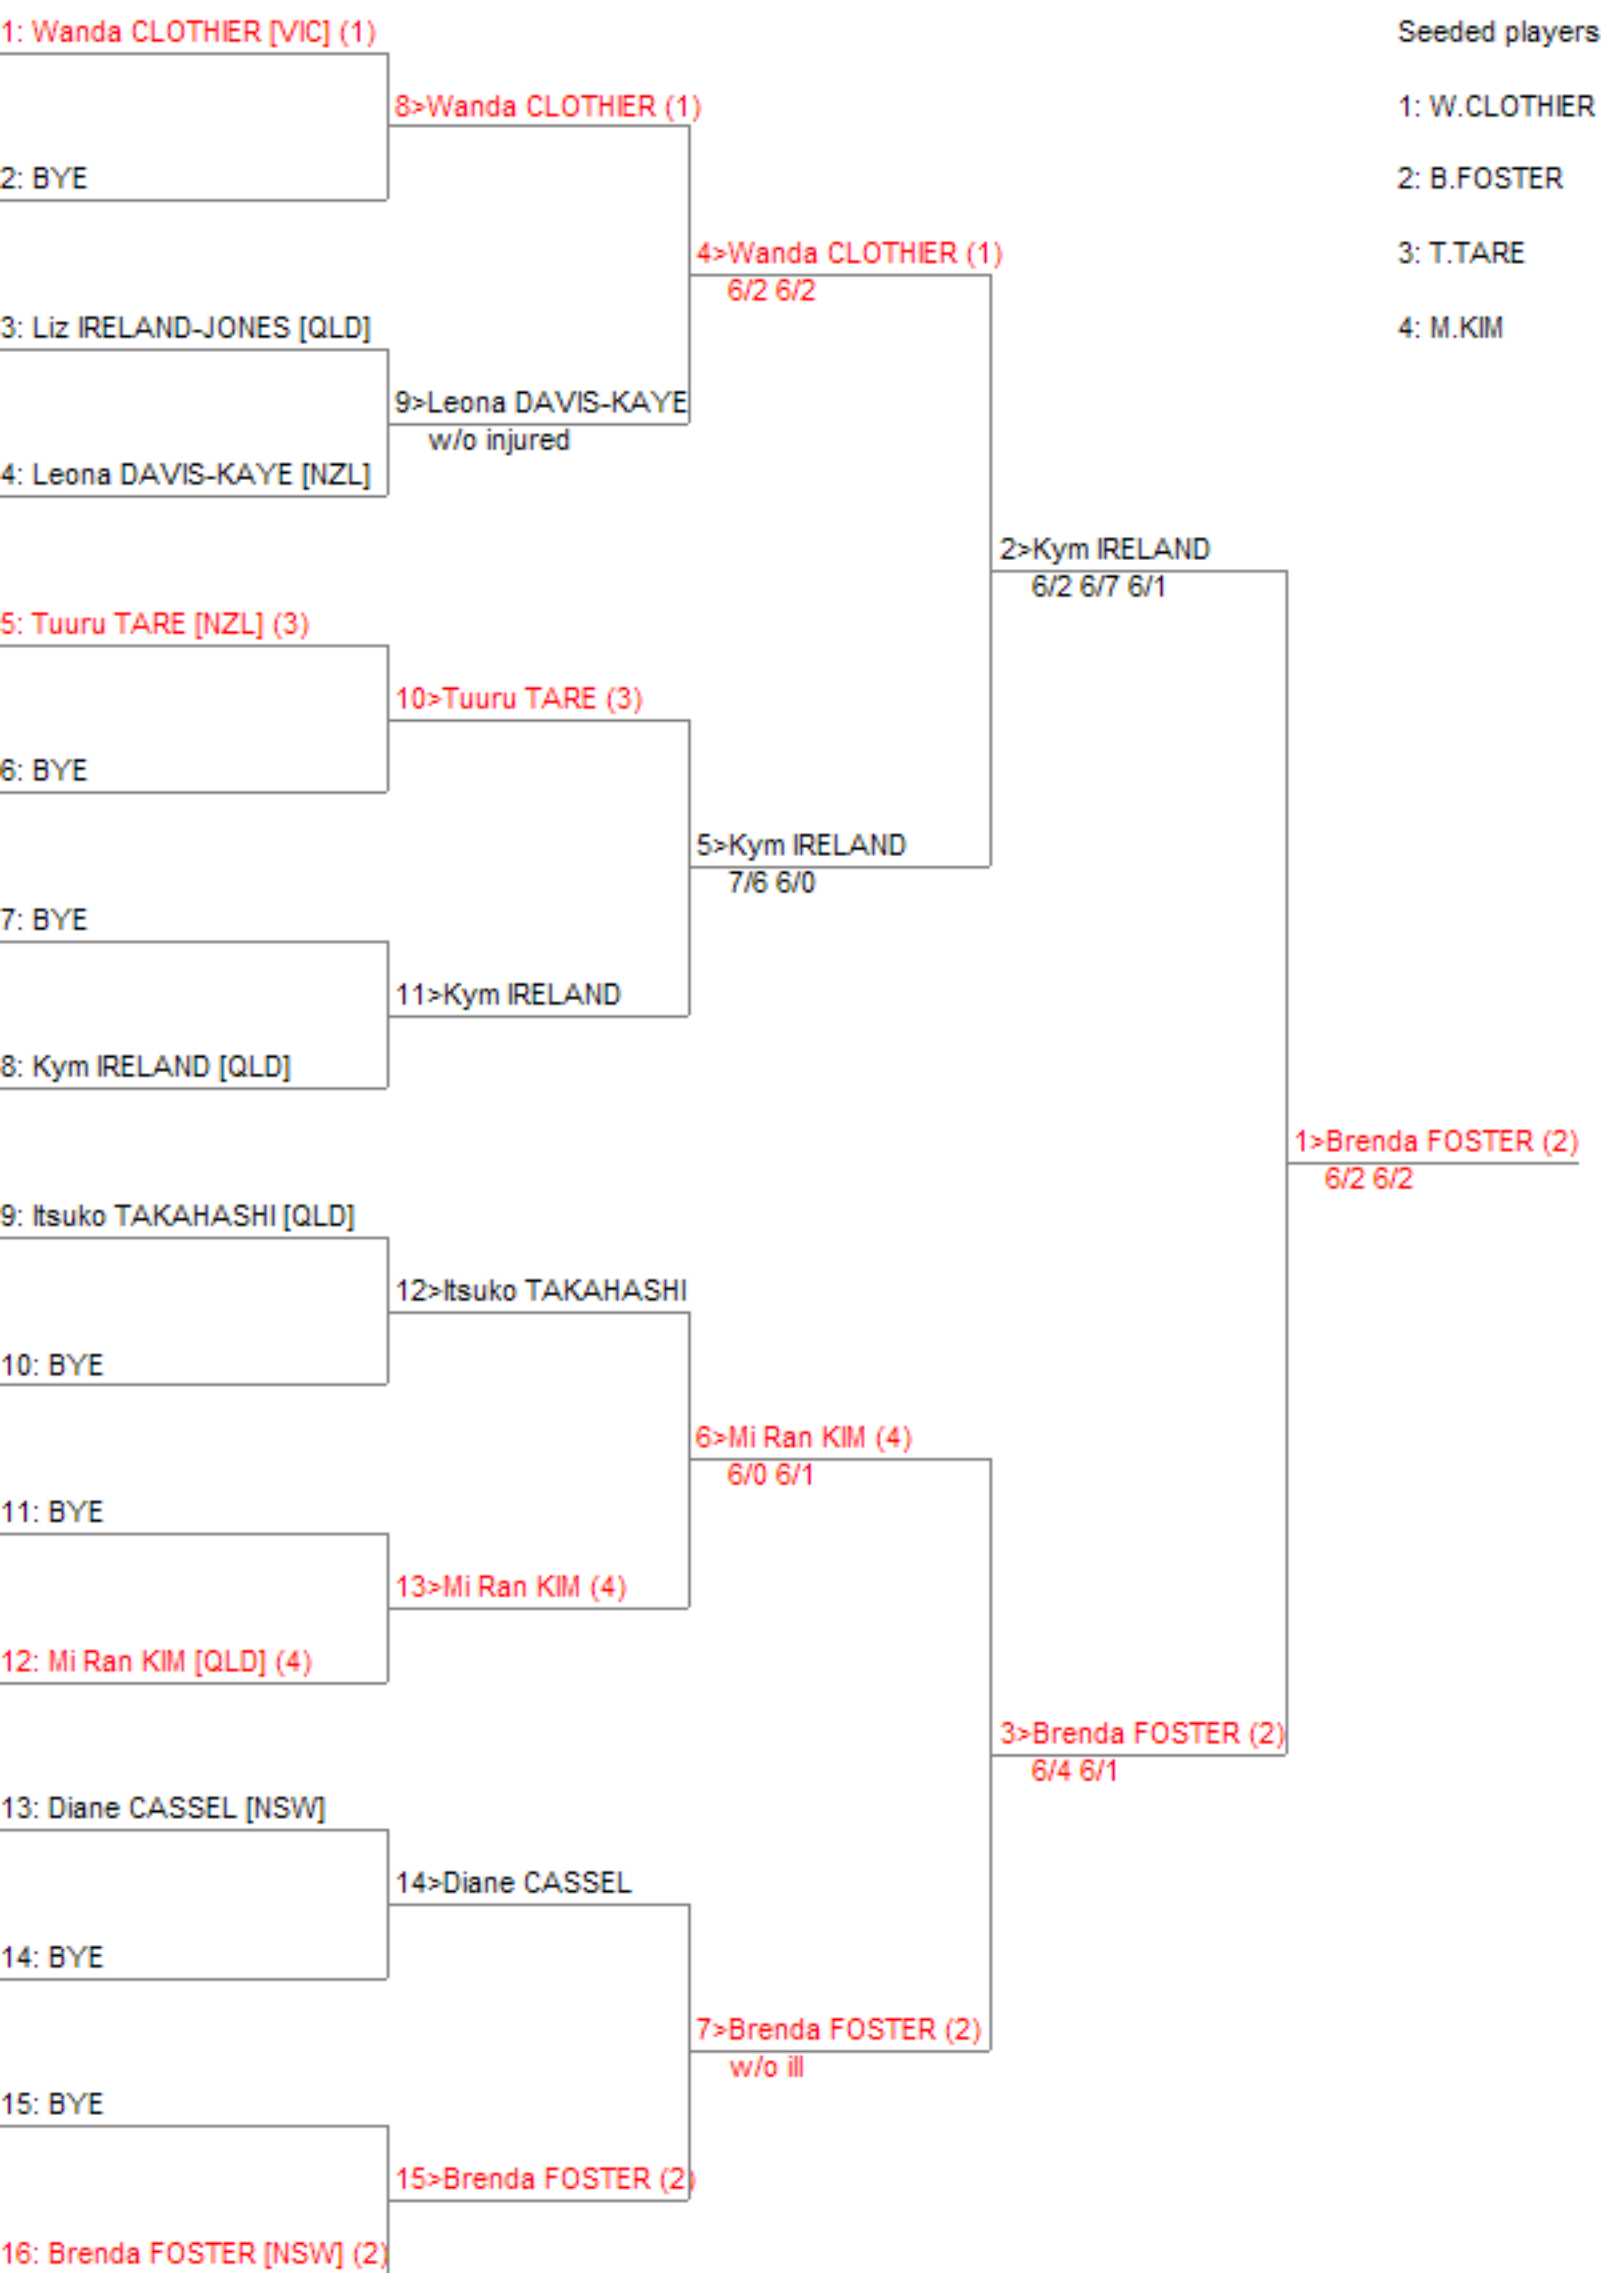 1: Wanda CLOTHIER [VIC] (1)
Seeded players
8>Wanda CLOTHIER (1)
1: W.CLOTHIER
2: BYE
2: B.FOSTER
4>Wanda CLOTHIER (1)
3: T.TARE
6/2 6/2
3: Liz IRELAND-JONES [QLD]
4: M.KIM
9>Leona DAVIS-KAYE
w/o injured
4: Leona DAVIS-KAYE [NZL]
2>Kym IRELAND
6/2 6/7 6/1
5: Tuuru TARE [NZL] (3)
10>Tuuru TARE (3)
6: BYE
5>Kym IRELAND
7/6 6/0
7: BYE
11>Kym IRELAND
8: Kym IRELAND [QLD]
1>Brenda FOSTER (2)
6/2 6/2
9: Itsuko TAKAHASHI [QLD]
12>Itsuko TAKAHASHI
10: BYE
6>Mi Ran KIM (4)
6/0 6/1
11: BYE
13>Mi Ran KIM (4)
12: Mi Ran KIM [QLD] (4)
3>Brenda FOSTER (2)
6/4 6/1
13: Diane CASSEL [NSW]
14>Diane CASSEL
14: BYE
7>Brenda FOSTER (2)
w/o ill
15: BYE
15>Brenda FOSTER (2)
16: Brenda FOSTER [NSW] (2)